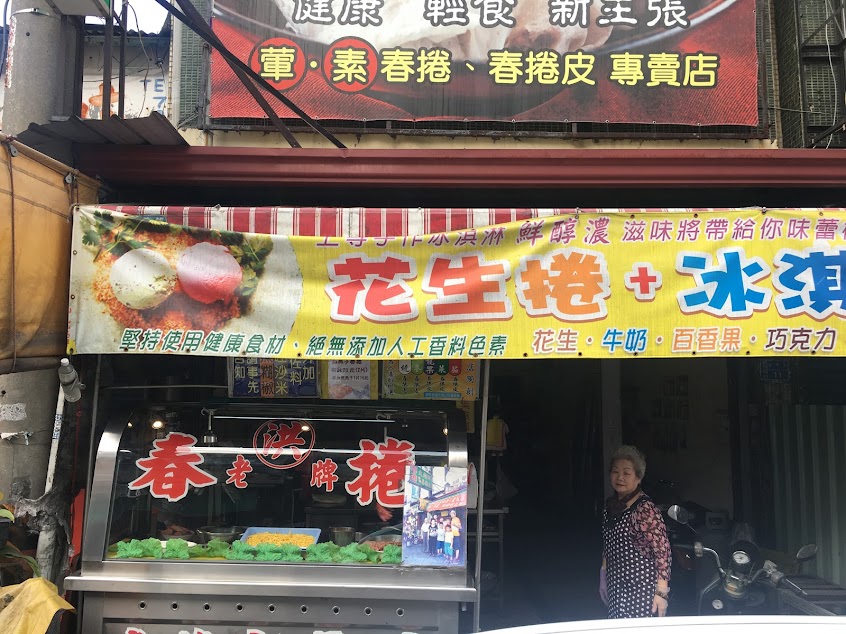 健康 輕食 新主張
葷·素春捲、春捲皮 專賣店
鮮醇濃 滋味將帶給你味蕾
花生捲+冰淇
堅持使用健康食材、絕無添加人工香料色素
花生·牛奶·百香果·巧克力
春老洪牌捲